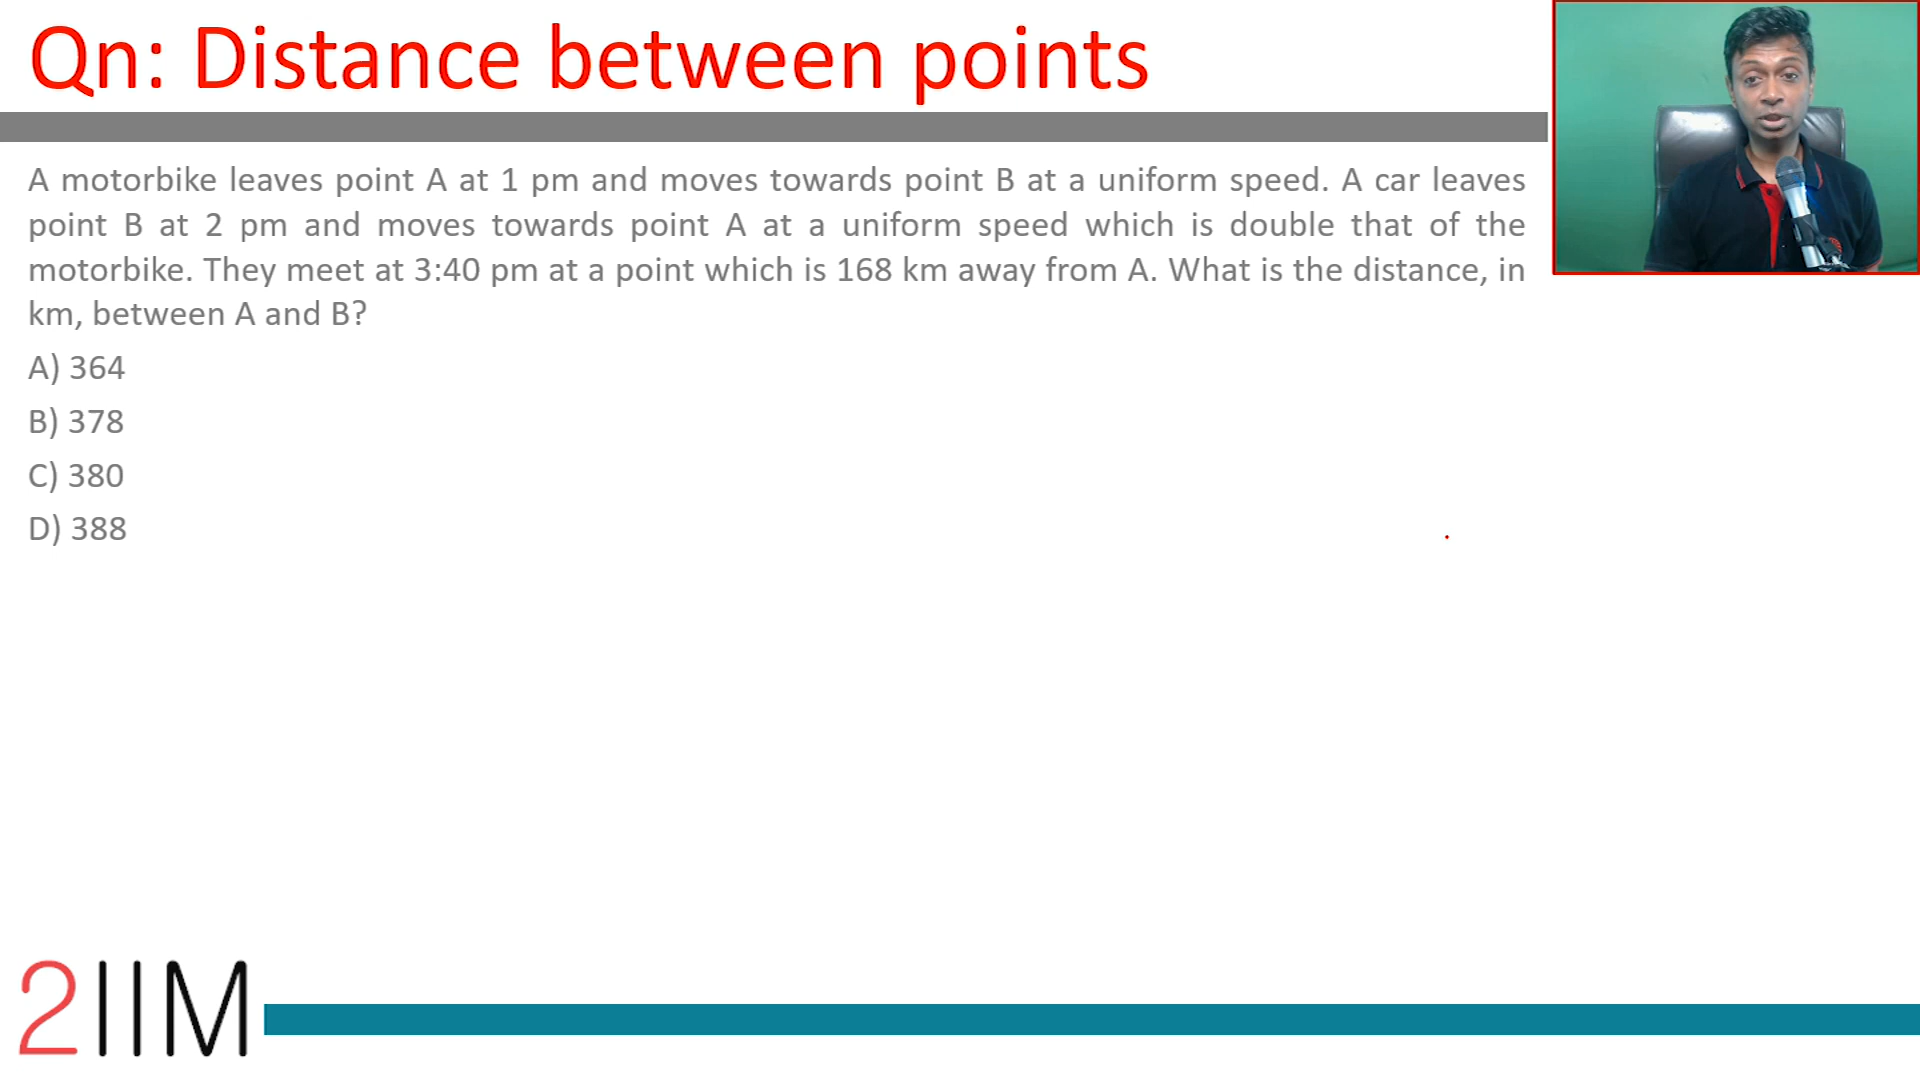 Qn: Distance between points
A motorbike leaves point A at 1 pm and moves towards point B at a uniform speed. A car leaves
point B at 2 pm and moves towards point A at a uniform speed which is double that of the
motorbike. They meet at 3:40 pm at a point which is 168 km away from A. What is the distance, in
km, between A and B?
A) 364
B) 378
C) 380
D) 388
2IIM